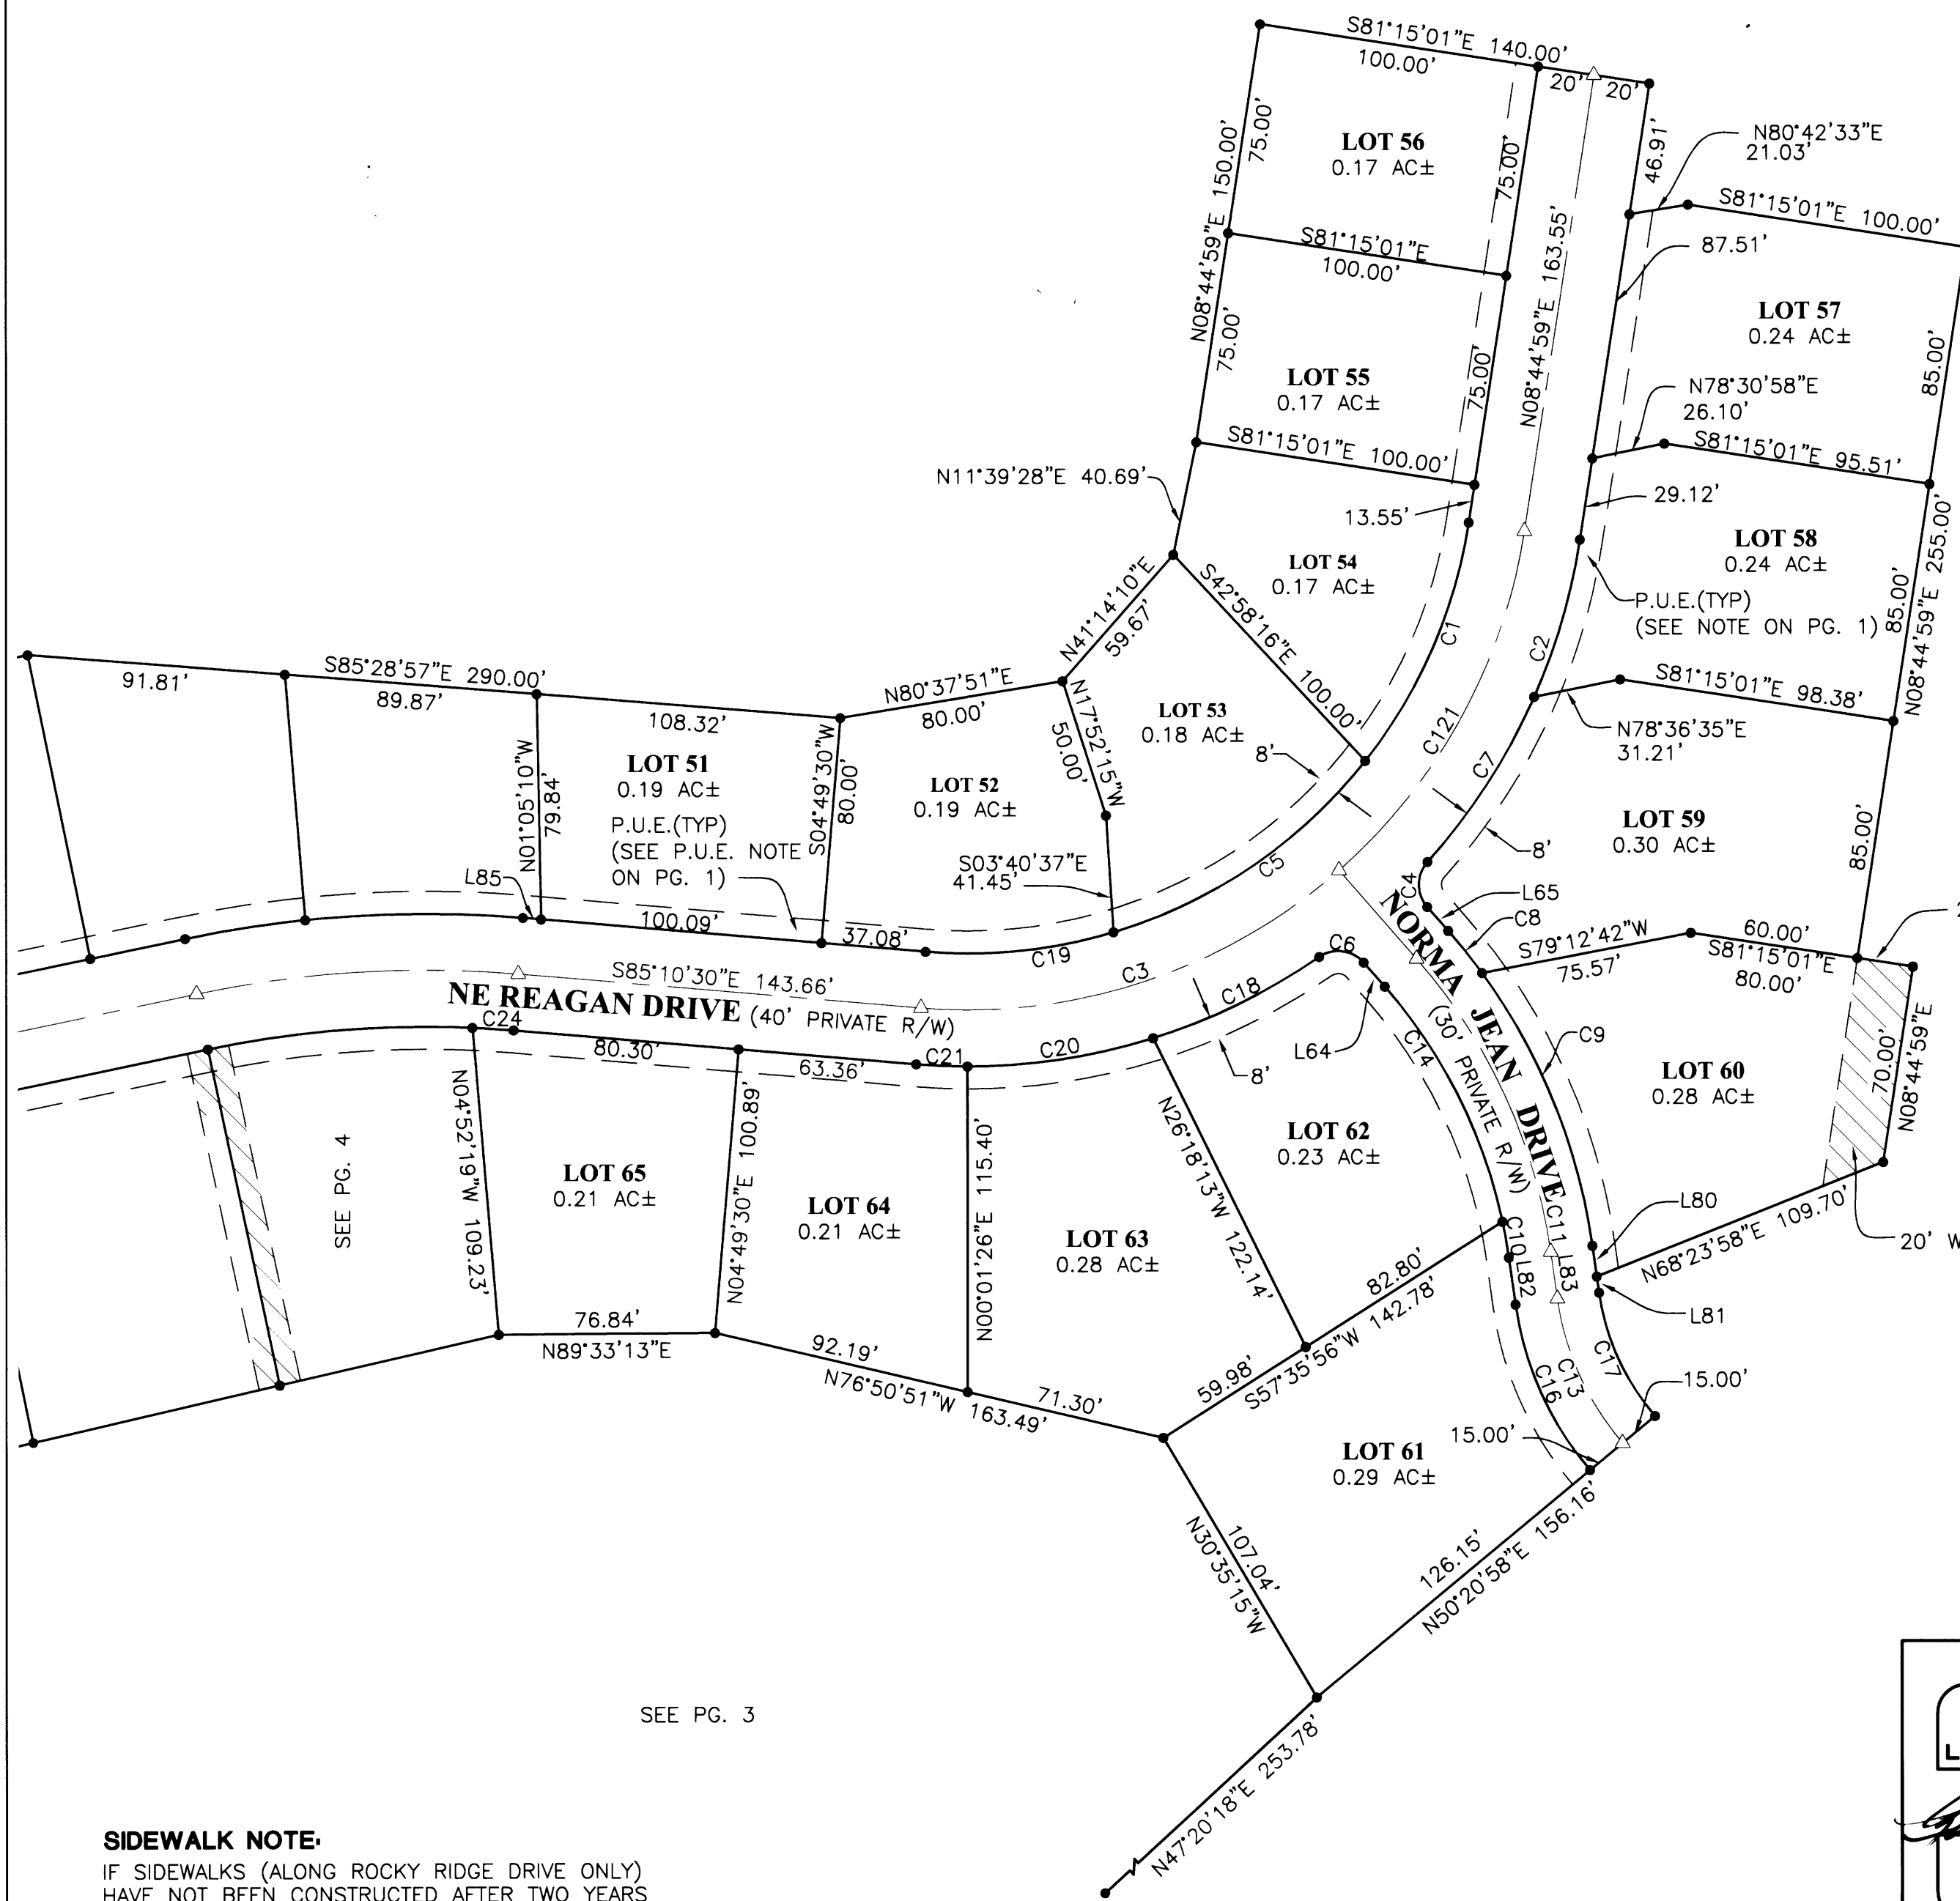 S81°15'01"E 140.00'
100.00'
20'
20'
75.00'
LOT 56
0.17 AC±
75.00'
46.91'
N80°42'33"E
21.03'
N08°44'59"E 150.00'
S81°15'01"E 100.00'
S81°15'01"E
100.00'
87.51'
N08°44'59"E 163.55'
LOT 57
0.24 AC±
85.00'
75.00'
LOT 55
0.17 AC±
75.00'
N78°30'58"E
26.10'
S81°15'01"E 100.00'
S81°15'01"E 95.51'
N11°39'28"E 40.69'
13.55'
29.12'
LOT 58
0.24 AC±
N08°44'59"E 255.00'
LOT 54
0.17 AC±
P.U.E.(TYP)
(SEE NOTE ON PG. 1)
85.00'
N41°14'10"E
59.67'
S42°58'16"E 100.00'
C1
C2
S81°15'01"E 98.38'
N78°36'35"E
31.21'
91.81'
S85°28'57"E 290.00'
89.87'
108.32'
N80°37'51"E
80.00'
N17°52'15"W
50.00'
LOT 53
0.18 AC±
8'
C121
C7
N01°05'10"W
79.84'
LOT 51
0.19 AC±
P.U.E.(TYP)
(SEE P.U.E. NOTE
ON PG. 1)
S04°49'30"W
80.00'
LOT 52
0.19 AC±
S03°40'37"E
41.45'
C5
LOT 59
0.30 AC±
85.00'
8'
L85
100.09'
37.08'
C19
C4
L65
C8
S79°12'42"W
75.57'
60.00'
S81°15'01"E
80.00'
S85°10'30"E 143.66'
NE REAGAN DRIVE (40' PRIVATE R/W)
C3
C6
C18
NORMA JEAN DRIVE
(30' PRIVATE R/W)
C24
80.30'
63.36'
C21
C20
8'
L64
C14
C9
LOT 60
0.28 AC±
70.00'
N08°44'59"E
SEE PG. 4
N04°52'19"W 109.23'
LOT 65
0.21 AC±
N04°49'30"E 100.89'
LOT 64
0.21 AC±
N00°01'26"E 115.40'
LOT 63
0.28 AC±
N26°18'13"W 122.14'
LOT 62
0.23 AC±
C10
L82
C11
L83
L80
N68°23'58"E 109.70'
20' W
L81
82.80'
S57°35'56"W 142.78'
59.98'
76.84'
N89°33'13"E
92.19'
N76°50'51"W 163.49'
71.30'
C16
C13
C17
15.00'
15.00'
LOT 61
0.29 AC±
107.04'
N30°35'15"W
126.15'
N50°20'58"E 156.16'
SEE PG. 3
N47°20'18"E 253.78'
SIDEWALK NOTE:
IF SIDEWALKS (ALONG ROCKY RIDGE DRIVE ONLY)
HAVE NOT BEEN CONSTRUCTED AFTER TWO YEARS